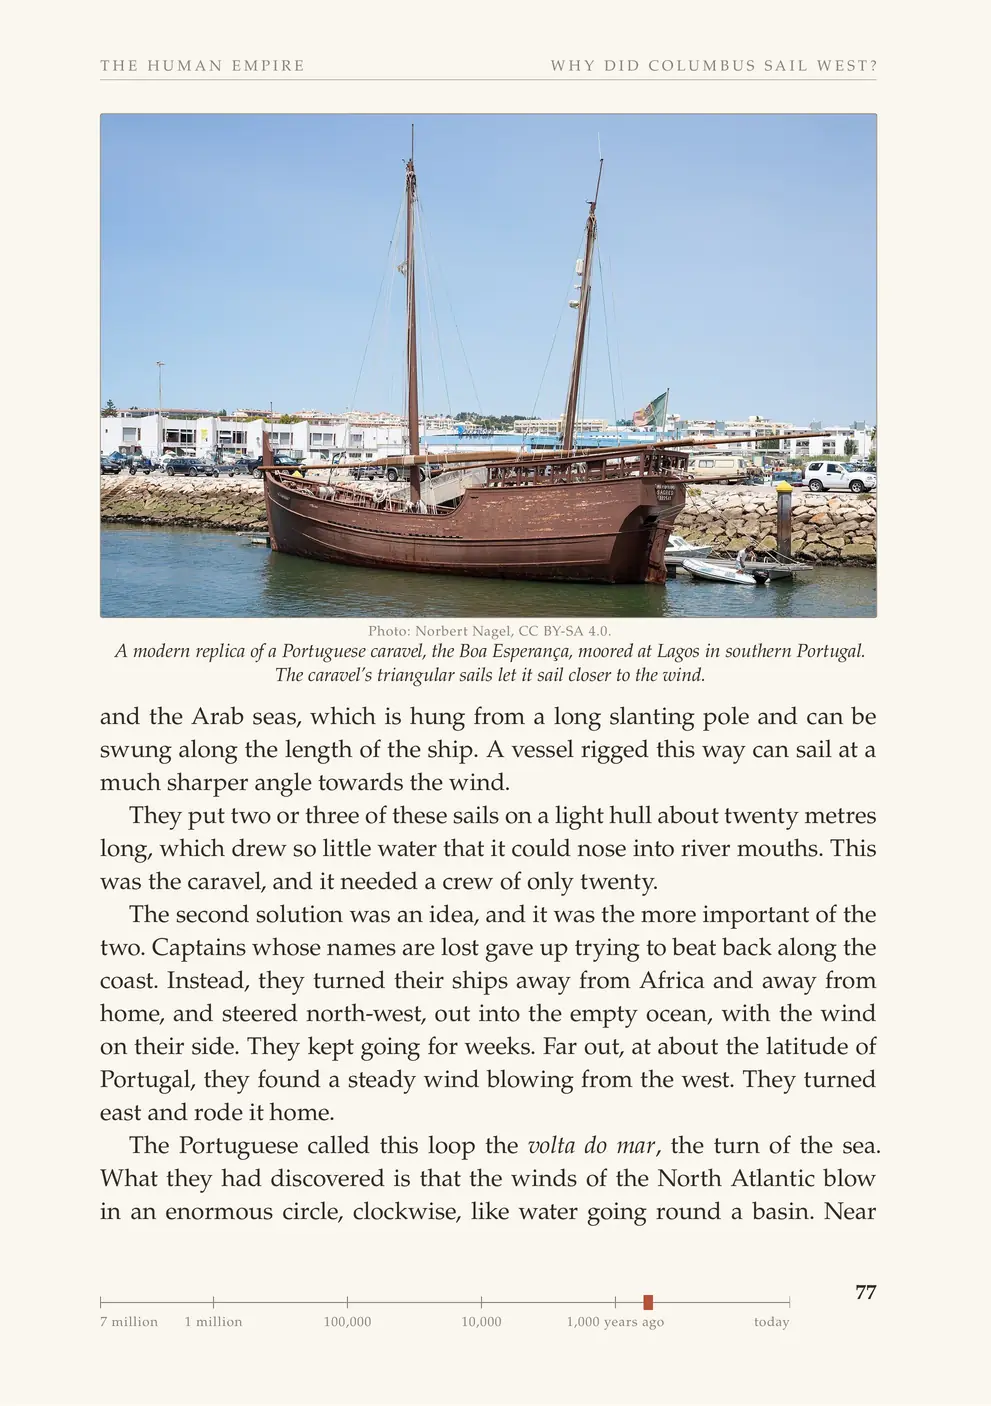 THE HUMAN EMPIRE
WHY DID COLUMBUS SAIL WEST?
Photo: Norbert Nagel, CC BY-SA 4.0.
A modern replica of a Portuguese caravel, the Boa Esperança, moored at Lagos in southern Portugal.
The caravel’s triangular sails let it sail closer to the wind.
and the Arab seas, which is hung from a long slanting pole and can be
swung along the length of the ship. A vessel rigged this way can sail at a
much sharper angle towards the wind.
They put two or three of these sails on a light hull about twenty metres
long, which drew so little water that it could nose into river mouths. This
was the caravel, and it needed a crew of only twenty.
The second solution was an idea, and it was the more important of the
two. Captains whose names are lost gave up trying to beat back along the
coast. Instead, they turned their ships away from Africa and away from
home, and steered north-west, out into the empty ocean, with the wind
on their side. They kept going for weeks. Far out, at about the latitude of
Portugal, they found a steady wind blowing from the west. They turned
east and rode it home.
The Portuguese called this loop the volta do mar, the turn of the sea.
What they had discovered is that the winds of the North Atlantic blow
in an enormous circle, clockwise, like water going round a basin. Near
77
7 million 1 million 100,000 10,000 1,000 years ago today